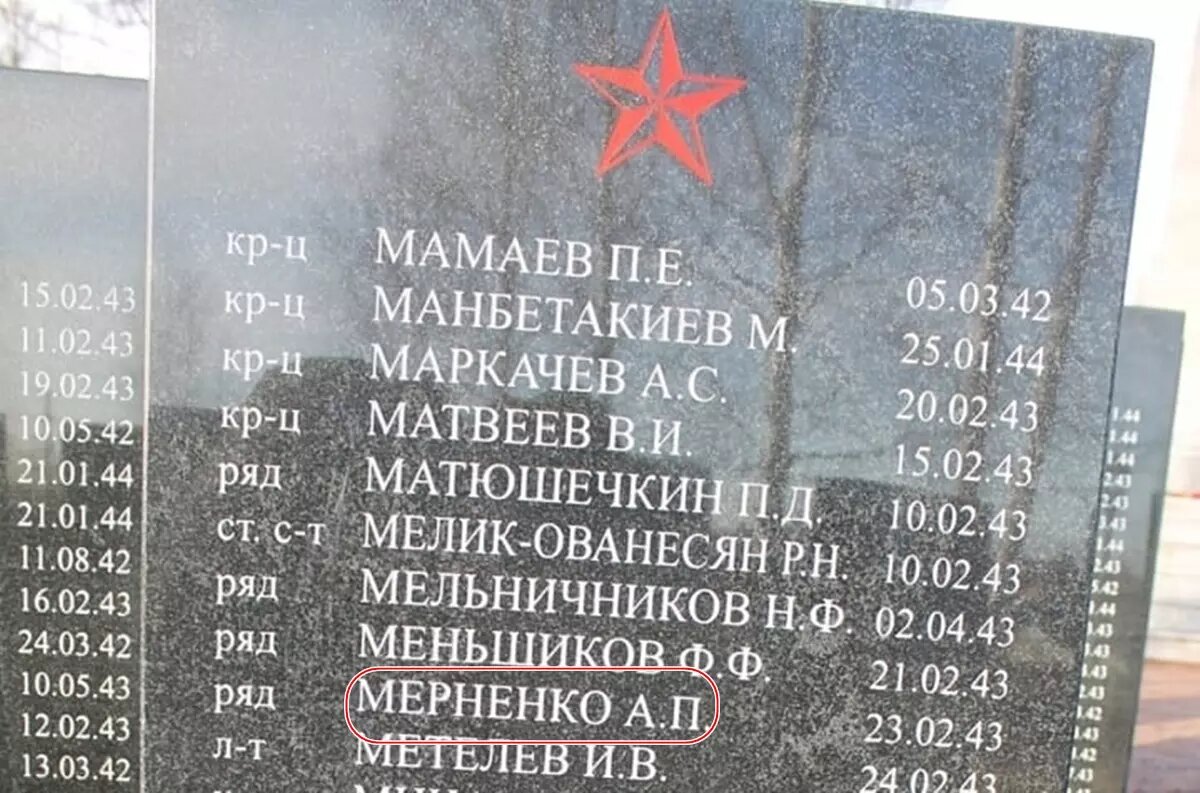 15.02.43
11.02.43
19.02.43
10.05.42
21.01.44
21.01.44
11.08.42
16.02.43
24.03.42
10.05.43
12.02.43
13.03.42
кр-ц МАМАЕВ П.Е. 05.03.42
кр-ц МАНБЕТАКИЕВ М. 25.01.44
кр-ц МАРКАЧЕВ А.С. 20.02.43
кр-ц МАТВЕЕВ В.И. 15.02.43
ряд МАТЮШЕЧКИН П.Д. 10.02.43
ст. с-т МЕЛИК-ОВАНЕСЯН Р.Н. 10.02.43
ряд МЕЛЬНИЧНИКОВ Н.Ф. 02.04.43
ряд МЕНЬШИКОВ Ф.Ф. 21.02.43
ряд МЕРНЕНКО А.П. 23.02.43
л-т МЕТЕЛЕВ И.В. 24.02.43